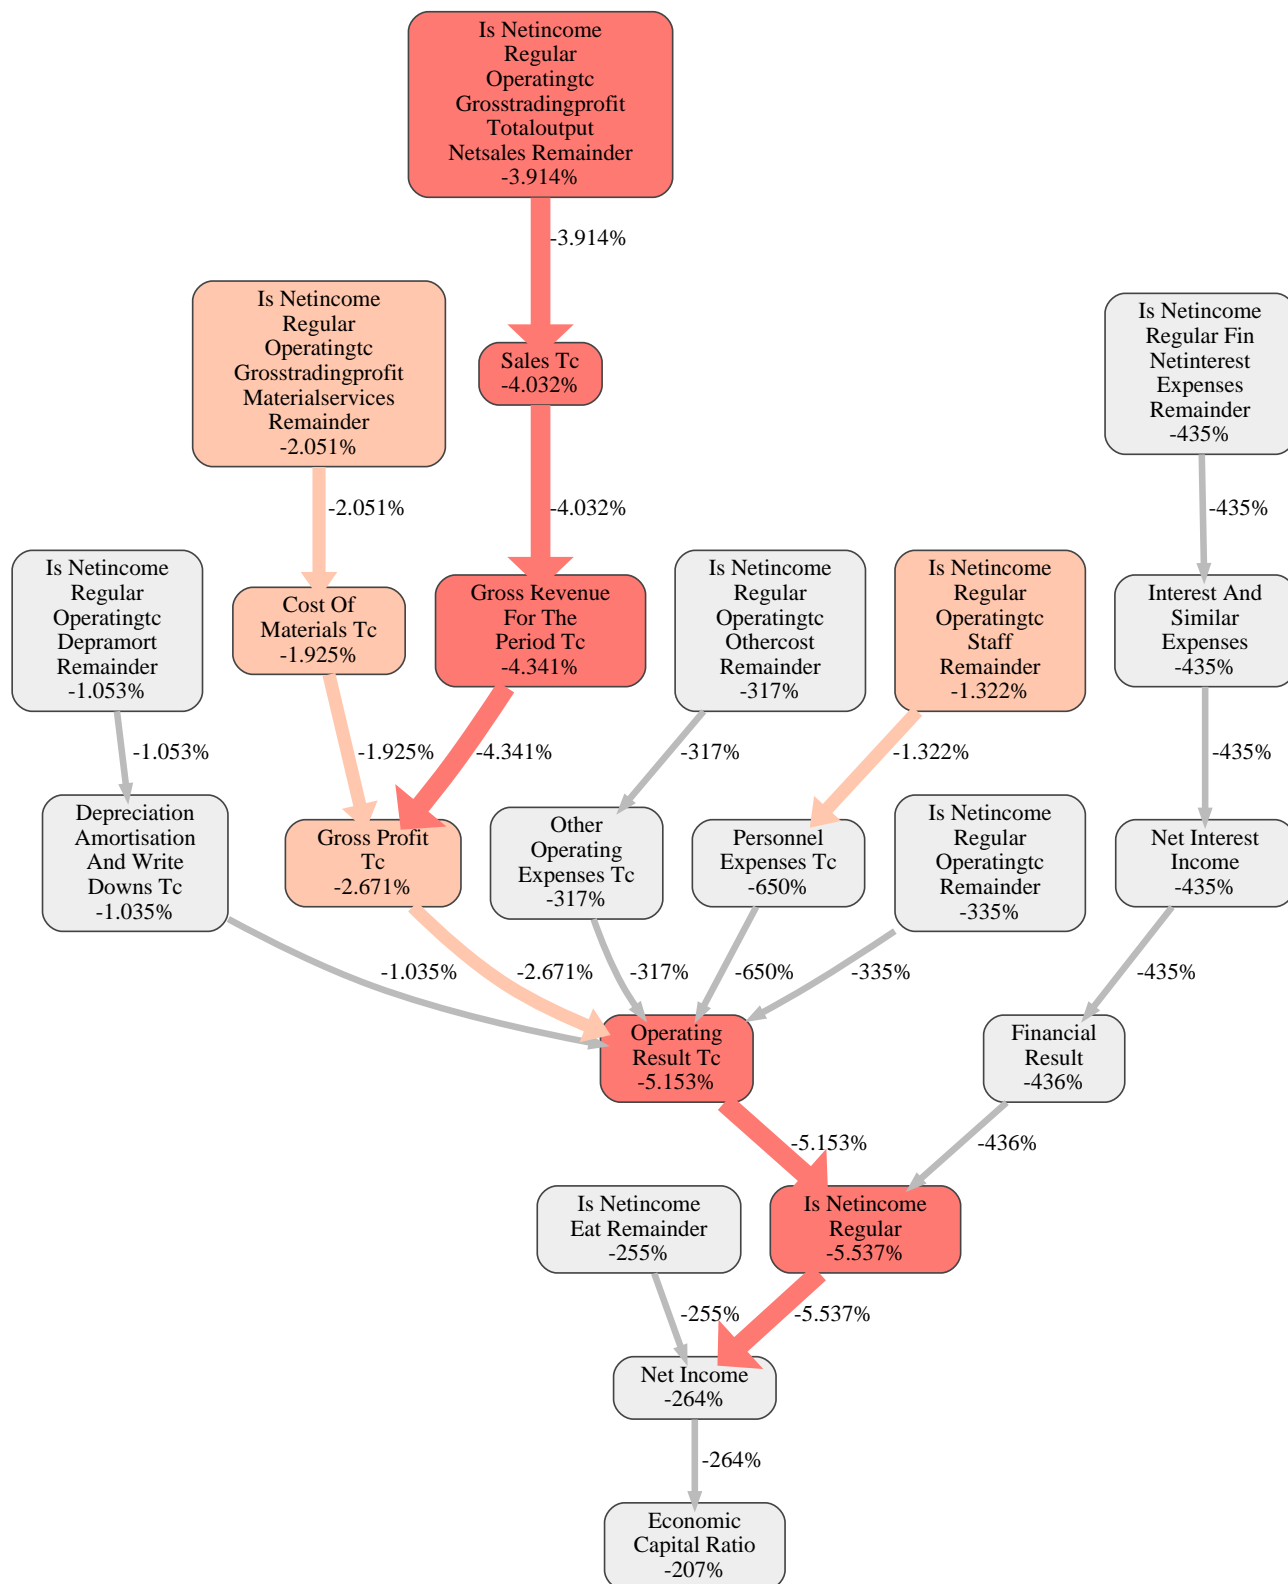 Is Netincome
Regular
Operatingtc
Grosstradingprofit
Totaloutput
Netsales Remainder
-3.914%
-3.914%
Is Netincome
Regular
Operatingtc
Grosstradingprofit
Materialservices
Remainder
-2.051%
Sales Tc
-4.032%
Is Netincome
Regular Fin
Netinterest
Expenses
Remainder
-435%
-2.051%
-4.032%
-435%
Is Netincome
Regular
Operatingtc
Depramort
Remainder
-1.053%
Cost Of
Materials Tc
-1.925%
Gross Revenue
For The
Period Tc
-4.341%
Is Netincome
Regular
Operatingtc
Othercost
Remainder
-317%
Is Netincome
Regular
Operatingtc
Staff
Remainder
-1.322%
Interest And
Similar
Expenses
-435%
-1.053%
-1.925%
-4.341%
-317%
-1.322%
-435%
Depreciation
Amortisation
And Write
Downs Tc
-1.035%
Gross Profit
Tc
-2.671%
Other
Operating
Expenses Tc
-317%
Personnel
Expenses Tc
-650%
Is Netincome
Regular
Operatingtc
Remainder
-335%
Net Interest
Income
-435%
-1.035%
-2.671%
-317%
-650%
-335%
-435%
Operating
Result Tc
-5.153%
Financial
Result
-436%
-5.153%
-436%
Is Netincome
Eat Remainder
-255%
Is Netincome
Regular
-5.537%
-255%
-5.537%
Net Income
-264%
-264%
Economic
Capital Ratio
-207%